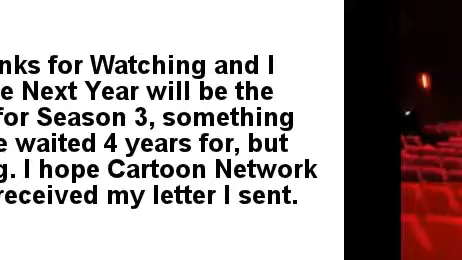 nks for Watching and I
e Next Year will be the
for Season 3, something
e waited 4 years for, but
g. I hope Cartoon Network
received my letter I sent.